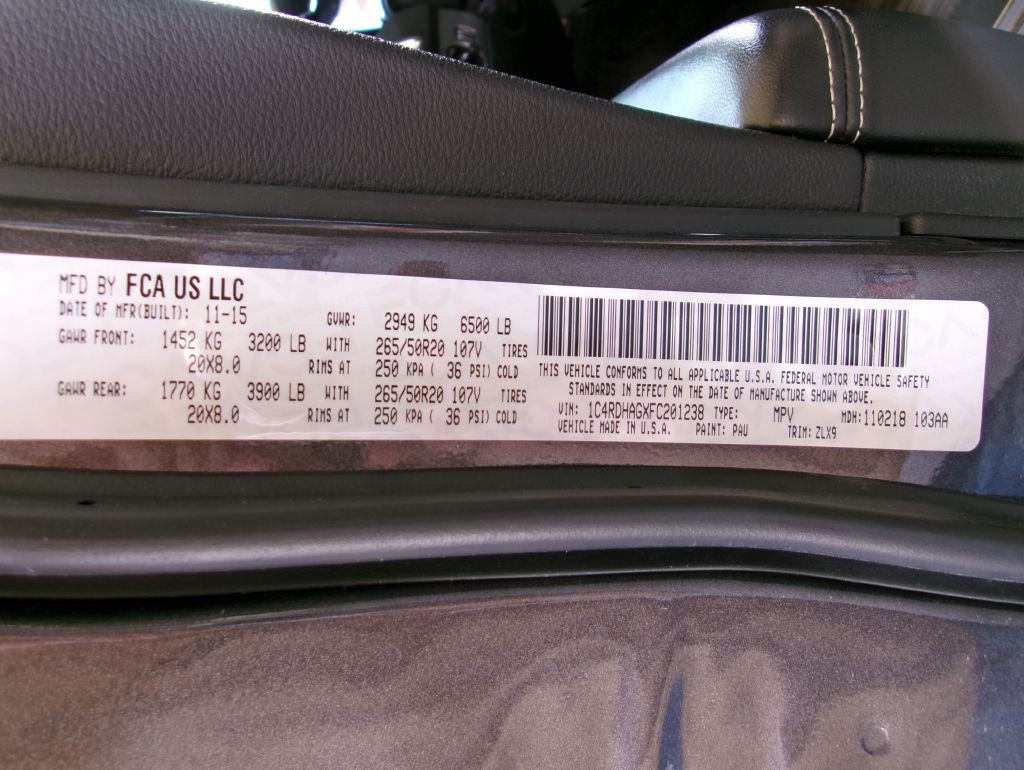 MFD BY FCA US LLC
DATE OF MFR(BUILT): 11-15 GVWR: 2949 KG 6500 LB
GAWR FRONT: 1452 KG 3200 LB WITH 265/50R20 107V TIRES
20X8.0 RIMS AT 250 KPA ( 36 PSI) COLD
GAWR REAR: 1770 KG 3900 LB WITH 265/50R20 107V TIRES
20X8.0 RIMS AT 250 KPA ( 36 PSI) COLD
THIS VEHICLE CONFORMS TO ALL APPLICABLE U.S.A. FEDERAL MOTOR VEHICLE SAFETY
STANDARDS IN EFFECT ON THE DATE OF MANUFACTURE SHOWN ABOVE.
VIN: 1C4RDHAGXFC201238 TYPE: MPV MDH:110218 103AA
VEHICLE MADE IN U.S.A. PAINT: PAU TRIM: ZLX9